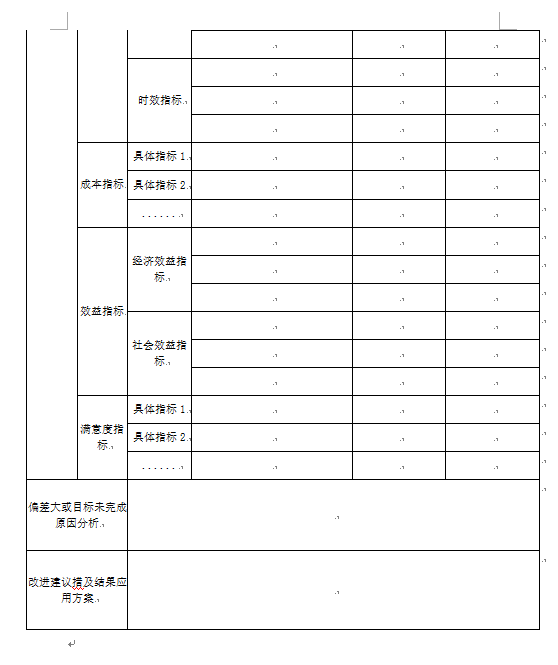 时效指标
成本指标
具体指标 1
具体指标 2
.......
效益指标
经济效益指
标
社会效益指
标
满意度指
标
具体指标 1
具体指标 2
.......
偏差大或目标未完成
原因分析
改进建议措及结果应
用方案